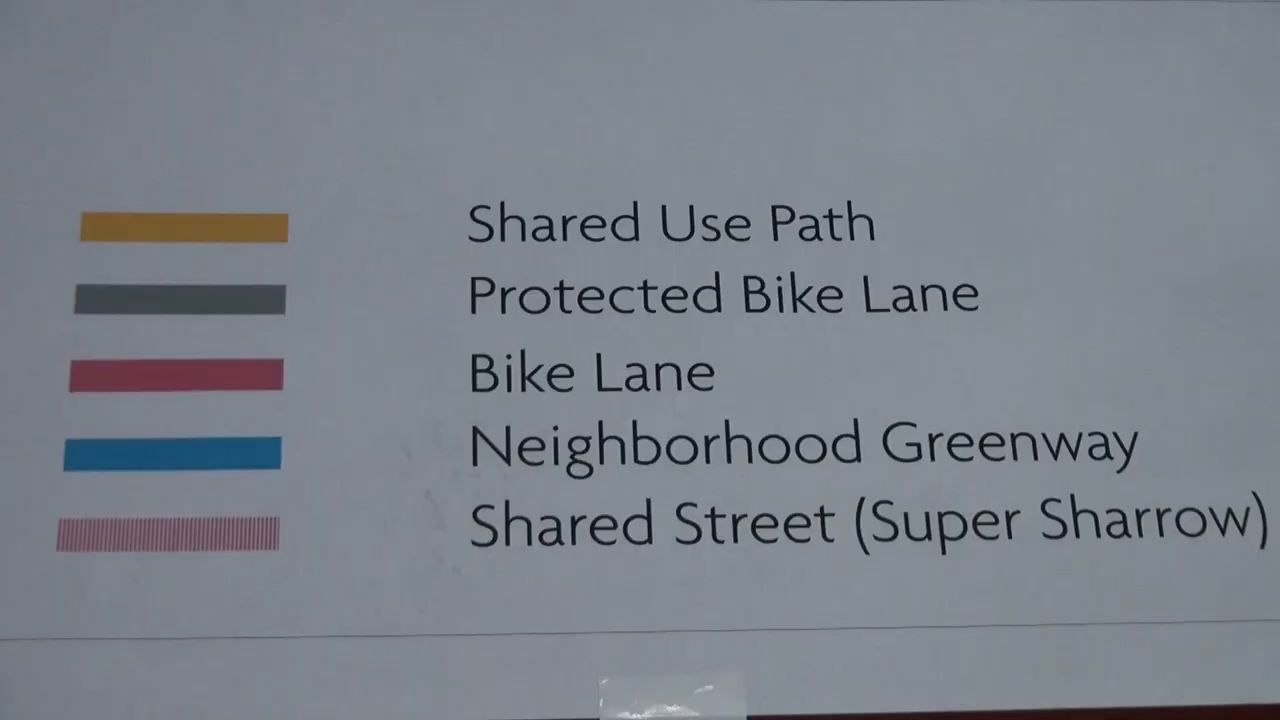 Shared Use Path
Protected Bike Lane
Bike Lane
Neighborhood Greenway
Shared Street (Super Sharrow)